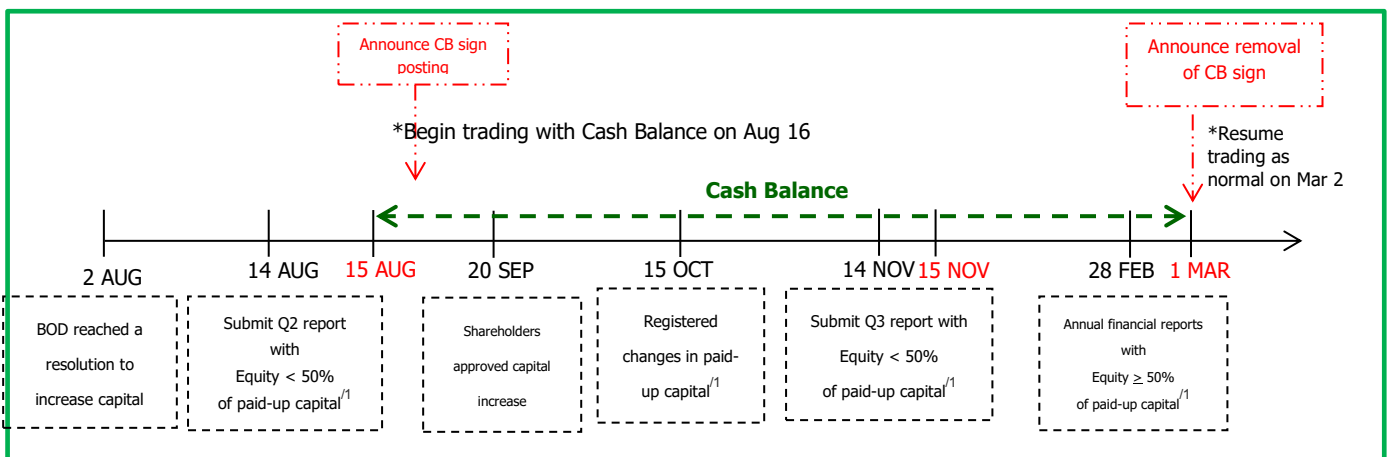 Announce CB sign
posting
Announce removal
of CB sign
*Begin trading with Cash Balance on Aug 16
*Resume
trading as
normal on Mar 2
Cash Balance
2 AUG
14 AUG
15 AUG
20 SEP
15 OCT
14 NOV
15 NOV
28 FEB
1 MAR
BOD reached a
resolution to
increase capital
Submit Q2 report
with
Equity < 50%
of paid-up capital/1
Shareholders
approved capital
increase
Registered
changes in paid-
up capital/1
Submit Q3 report with
Equity < 50%
of paid-up capital/1
Annual financial reports
with
Equity ≥ 50%
of paid-up capital/1